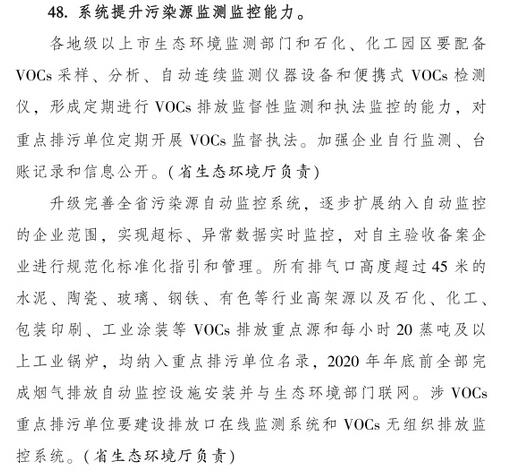 48. 系统提升污染源监测监控能力。
各地级以上市生态环境监测部门和石化、化工园区要配备
VOCs 采样、分析、自动连续监测仪器设备和便携式 VOCs 检测
仪，形成定期进行 VOCs 排放监督性监测和执法监控的能力，对
重点排污单位定期开展 VOCs 监督执法。加强企业自行监测、台
账记录和信息公开。(省生态环境厅负责)
升级完善全省污染源自动监控系统，逐步扩展纳入自动监控
的企业范围，实现超标、异常数据实时监控，对自主验收备案企
业进行规范化标准化指引和管理。所有排气口高度超过 45 米的
水泥、陶瓷、玻璃、钢铁、有色等行业高架源以及石化、化工、
包装印刷、工业涂装等 VOCs 排放重点源和每小时 20 蒸吨及以
上工业锅炉，均纳入重点排污单位名录，2020 年年底前全部完
成烟气排放自动监控设施安装并与生态环境部门联网。涉 VOCs
重点排污单位要建设排放口在线监测系统和 VOCs 无组织排放监
控系统。(省生态环境厅负责)